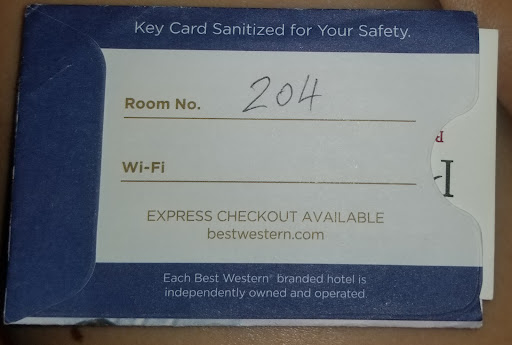 Key Card Sanitized for Your Safety.
Room No. 204
Wi-Fi
EXPRESS CHECKOUT AVAILABLE
bestwestern.com
Each Best Western® branded hotel is
independently owned and operated